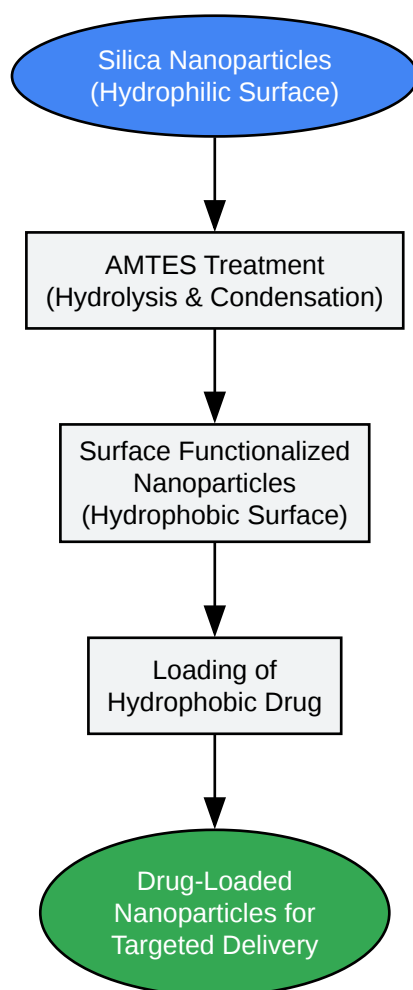 Silica Nanoparticles
(Hydrophilic Surface)
AMTES Treatment
(Hydrolysis & Condensation)
Surface Functionalized
Nanoparticles
(Hydrophobic Surface)
Loading of
Hydrophobic Drug
Drug-Loaded
Nanoparticles for
Targeted Delivery